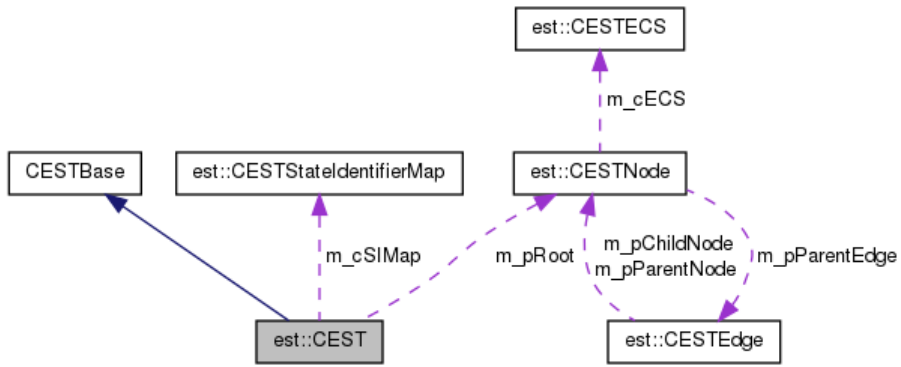 est::CESTECS
m_cECS
CESTBase
est::CESTStateIdentifierMap
est::CESTNode
m_cSIMap
m_pRoot
m_pChildNode
m_pParentNode
m_pParentEdge
est::CEST
est::CESTEdge